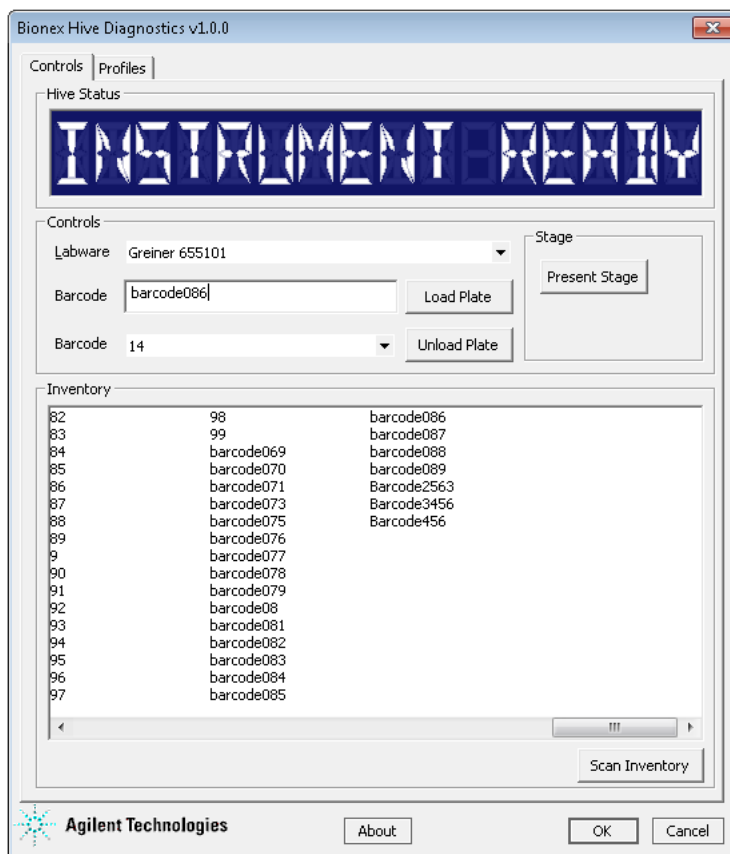 Bionex Hive Diagnostics v1.0.0
Controls Profiles
Hive Status
INSTRUMENT READY
Controls
Labware Greiner 655101
Barcode barcode086 Load Plate
Barcode 14 Unload Plate
Stage
Present Stage
Inventory
82 98 barcode086
83 99 barcode087
84 barcode069 barcode088
85 barcode070 barcode089
86 barcode071 Barcode2563
87 barcode073 Barcode3456
88 barcode075 Barcode456
89 barcode076
9 barcode077
90 barcode078
91 barcode079
92 barcode08
93 barcode081
94 barcode082
95 barcode083
96 barcode084
97 barcode085
Scan Inventory
Agilent Technologies
About OK Cancel